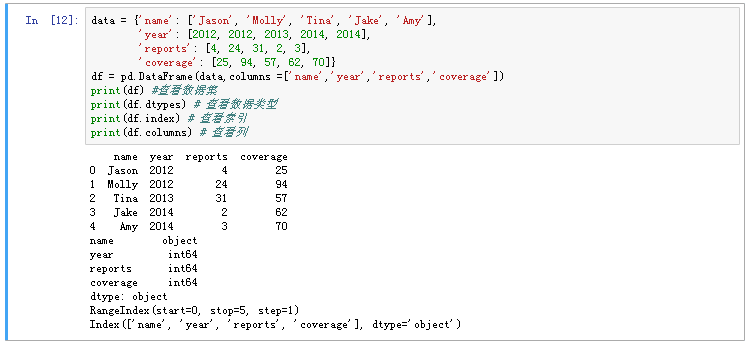 In [12]: data = {'name': ['Jason', 'Molly', 'Tina', 'Jake', 'Amy'],
'year': [2012, 2012, 2013, 2014, 2014],
'reports': [4, 24, 31, 2, 3],
'coverage': [25, 94, 57, 62, 70]}
df = pd.DataFrame(data,columns =['name','year','reports','coverage'])
print(df) #查看数据集
print(df.dtypes) # 查看数据类型
print(df.index) # 查看索引
print(df.columns) # 查看列
name year reports coverage
0 Jason 2012 4 25
1 Molly 2012 24 94
2 Tina 2013 31 57
3 Jake 2014 2 62
4 Amy 2014 3 70
name object
year int64
reports int64
coverage int64
dtype: object
RangeIndex(start=0, stop=5, step=1)
Index(['name', 'year', 'reports', 'coverage'], dtype='object')